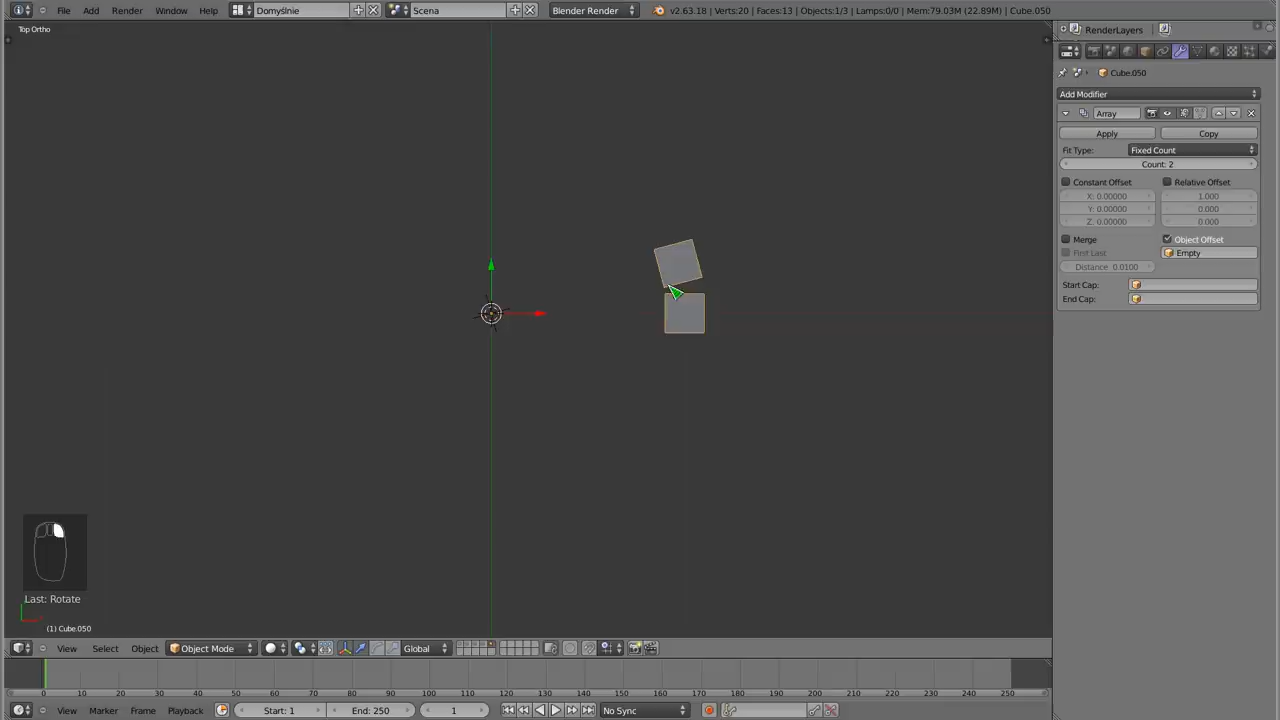 File Add Render Window Help Domyślnie Scena Blender Render v2.63.18 | Verts:20 | Faces:13 | Objects:1/3 | Lamps:0/0 | Mem:79.03M (22.89M) | Cube.050
Top Ortho
RenderLayers
Cube.050
Add Modifier
Array
Apply Copy
Fit Type: Fixed Count
Count: 2
Constant Offset Relative Offset
X: 0.00000 1.000
Y: 0.00000 0.000
Z: 0.00000 0.000
Merge Object Offset
First Last Empty
Distance 0.0100
Start Cap:
End Cap:
Last: Rotate
(1) Cube.050
View Select Object Object Mode Global
0 10 20 30 40 50 60 70 80 90 100 110 120 130 140 150 160 170 180 190 200 210 220 230 240 250
View Marker Frame Playback Start: 1 End: 250 1 No Sync